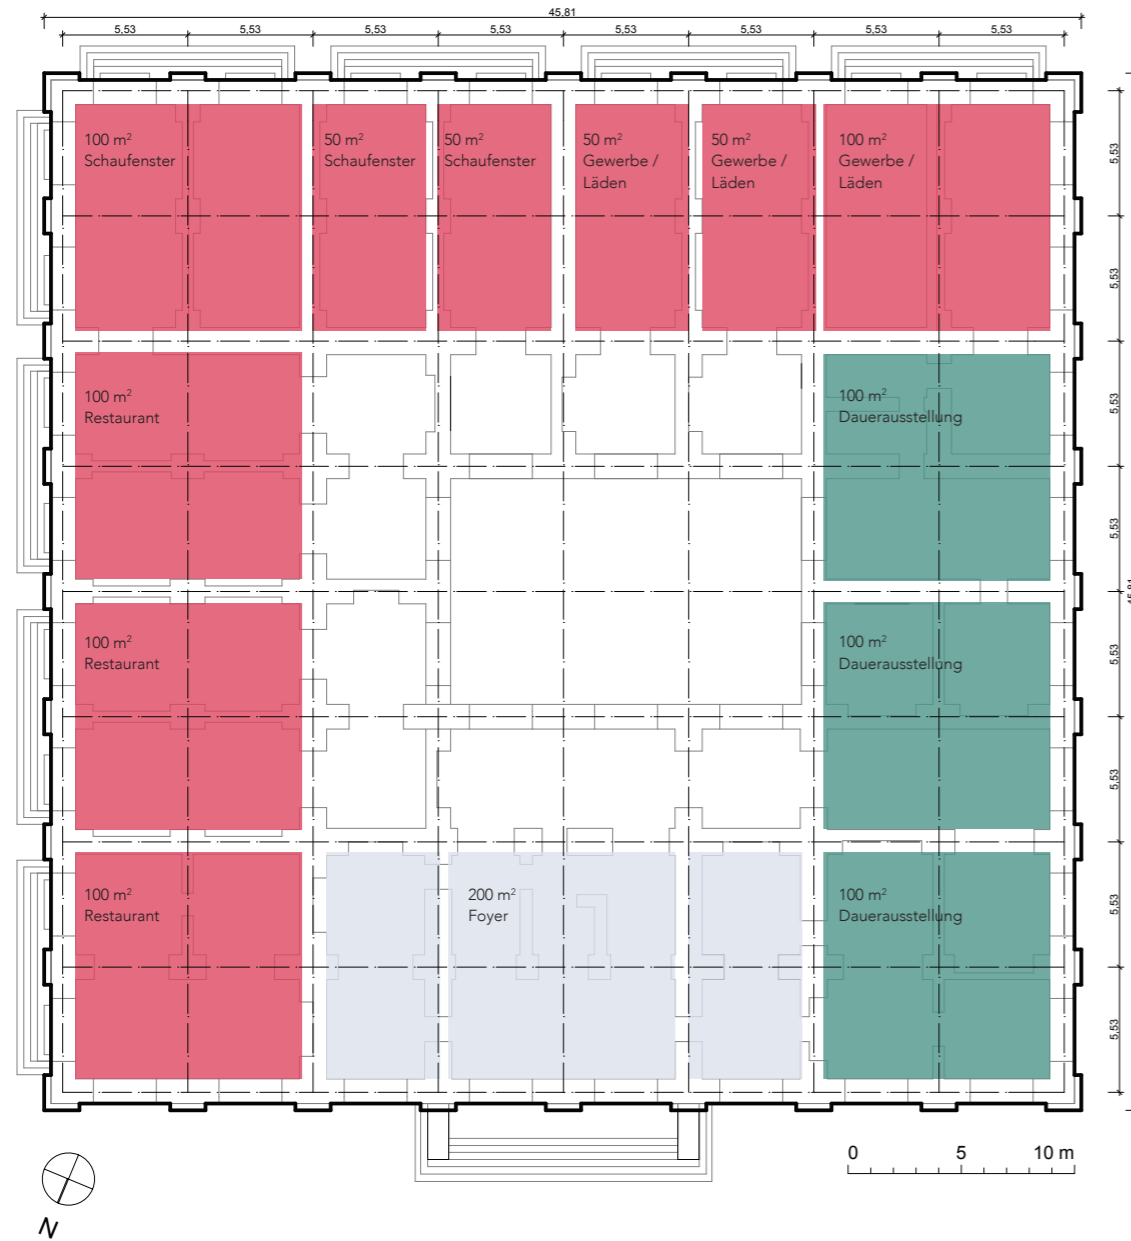 45,81
5,53 5,53 5,53 5,53 5,53 5,53 5,53 5,53
100 m² 50 m² 50 m² 50 m² 50 m² 100 m²
Schaufenster Schaufenster Schaufenster Gewerbe / Gewerbe / Gewerbe /
Läden Läden Läden
5,53
5,53
100 m² 100 m²
Restaurant Dauerausstellung
5,53
5,53
45,81
100 m² 100 m²
Restaurant Dauerausstellung
5,53
5,53
100 m² 200 m² 100 m²
Restaurant Foyer Dauerausstellung
5,53
5,53
0 5 10 m
N